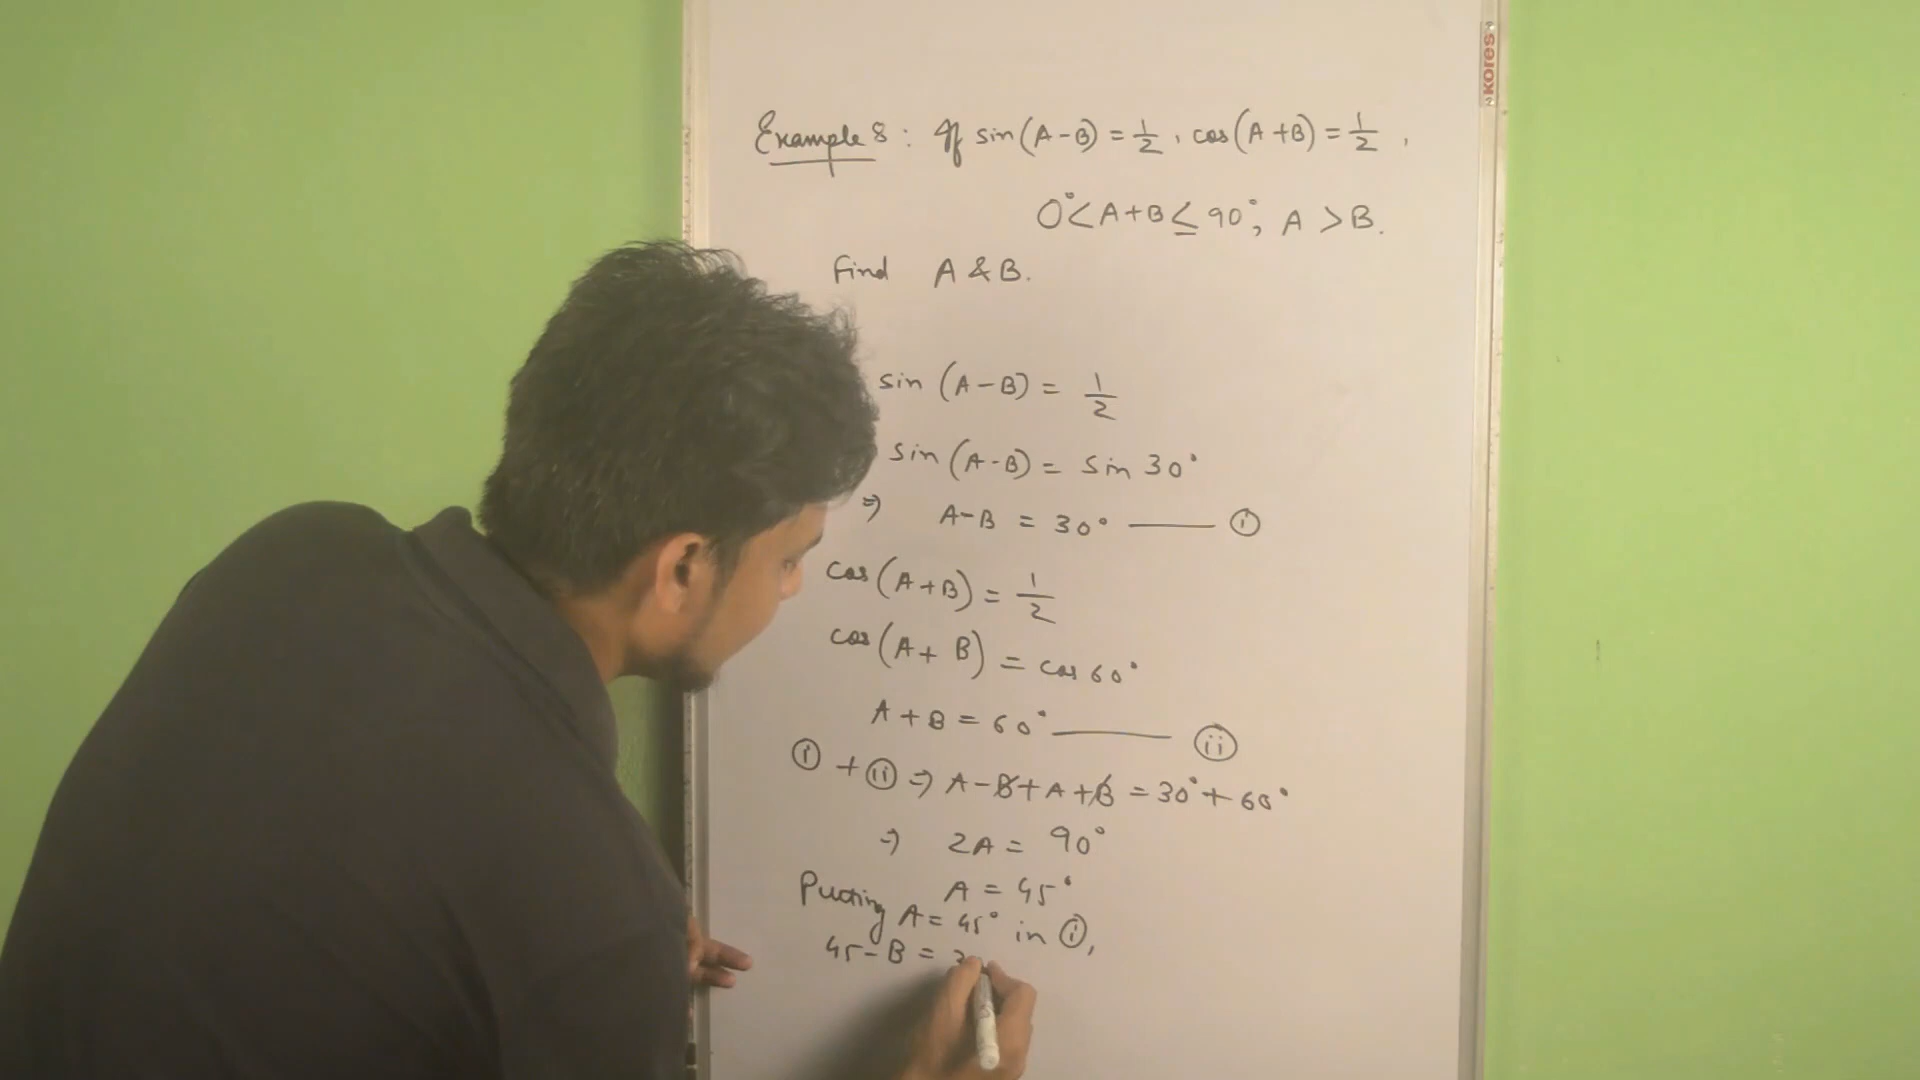 Example 8 : If sin(A-B) = 1/2, cos(A+B) = 1/2,
0° < A+B ≤ 90°; A > B.
Find A & B.
sin (A-B) = 1/2
sin (A-B) = sin 30°
⇒ A-B = 30° —— (i)
cos (A+B) = 1/2
cos (A+B) = cos 60°
A+B = 60° —— (ii)
(i) + (ii) ⇒ A-B+A+B = 30° + 60°
⇒ 2A = 90°
A = 45°
Putting A = 45° in (i),
45-B =
kores